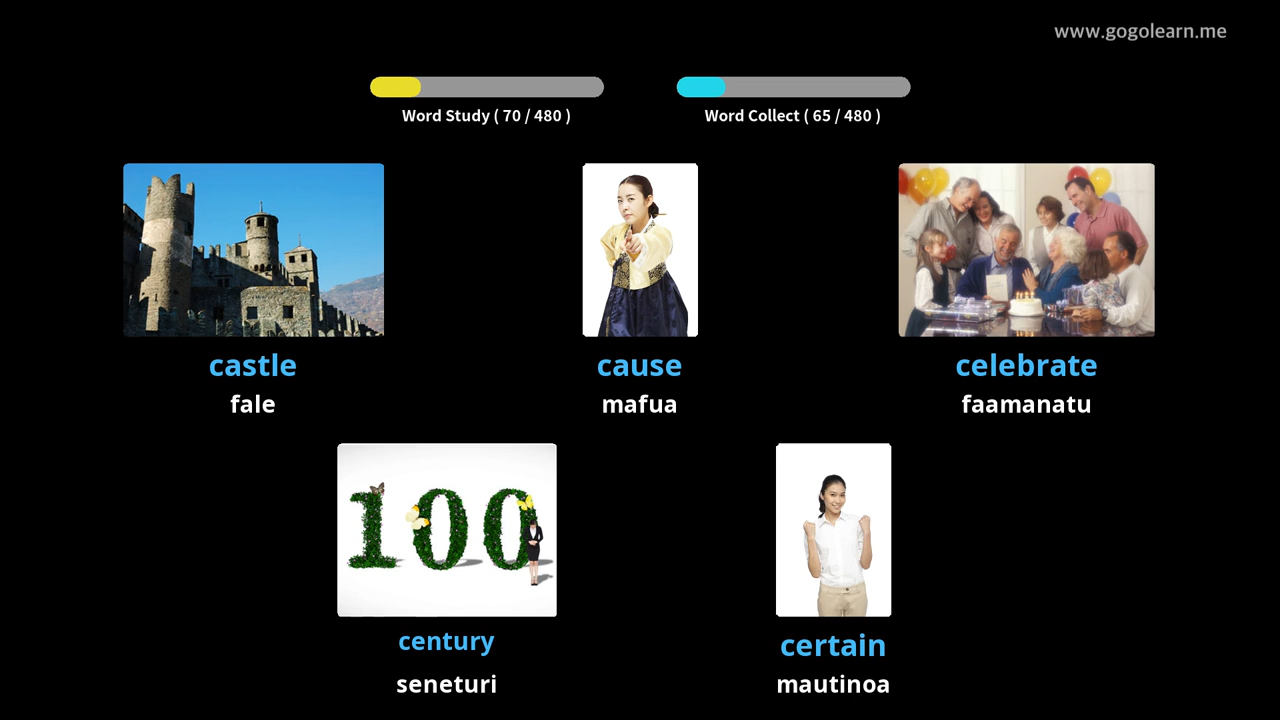 www.gogolearn.me
Word Study ( 70 / 480 )
Word Collect ( 65 / 480 )
castle
fale
cause
mafua
celebrate
faamanatu
100
century
seneturi
certain
mautinoa